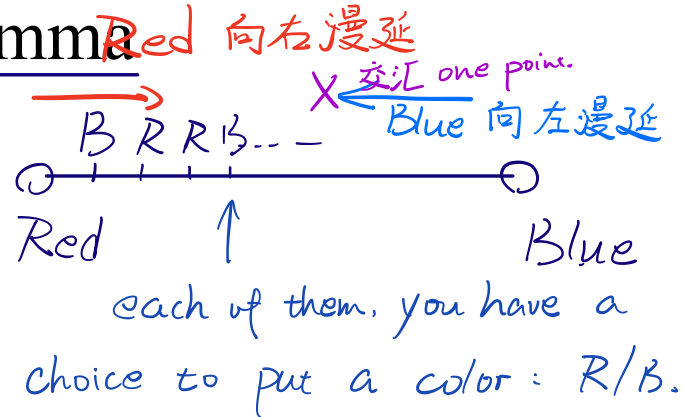 mma
Red 向右漫延
交汇 one point.
Blue 向左漫延
B R R B... —
Red
Blue
each of them, you have a
choice to put a color: R/B.